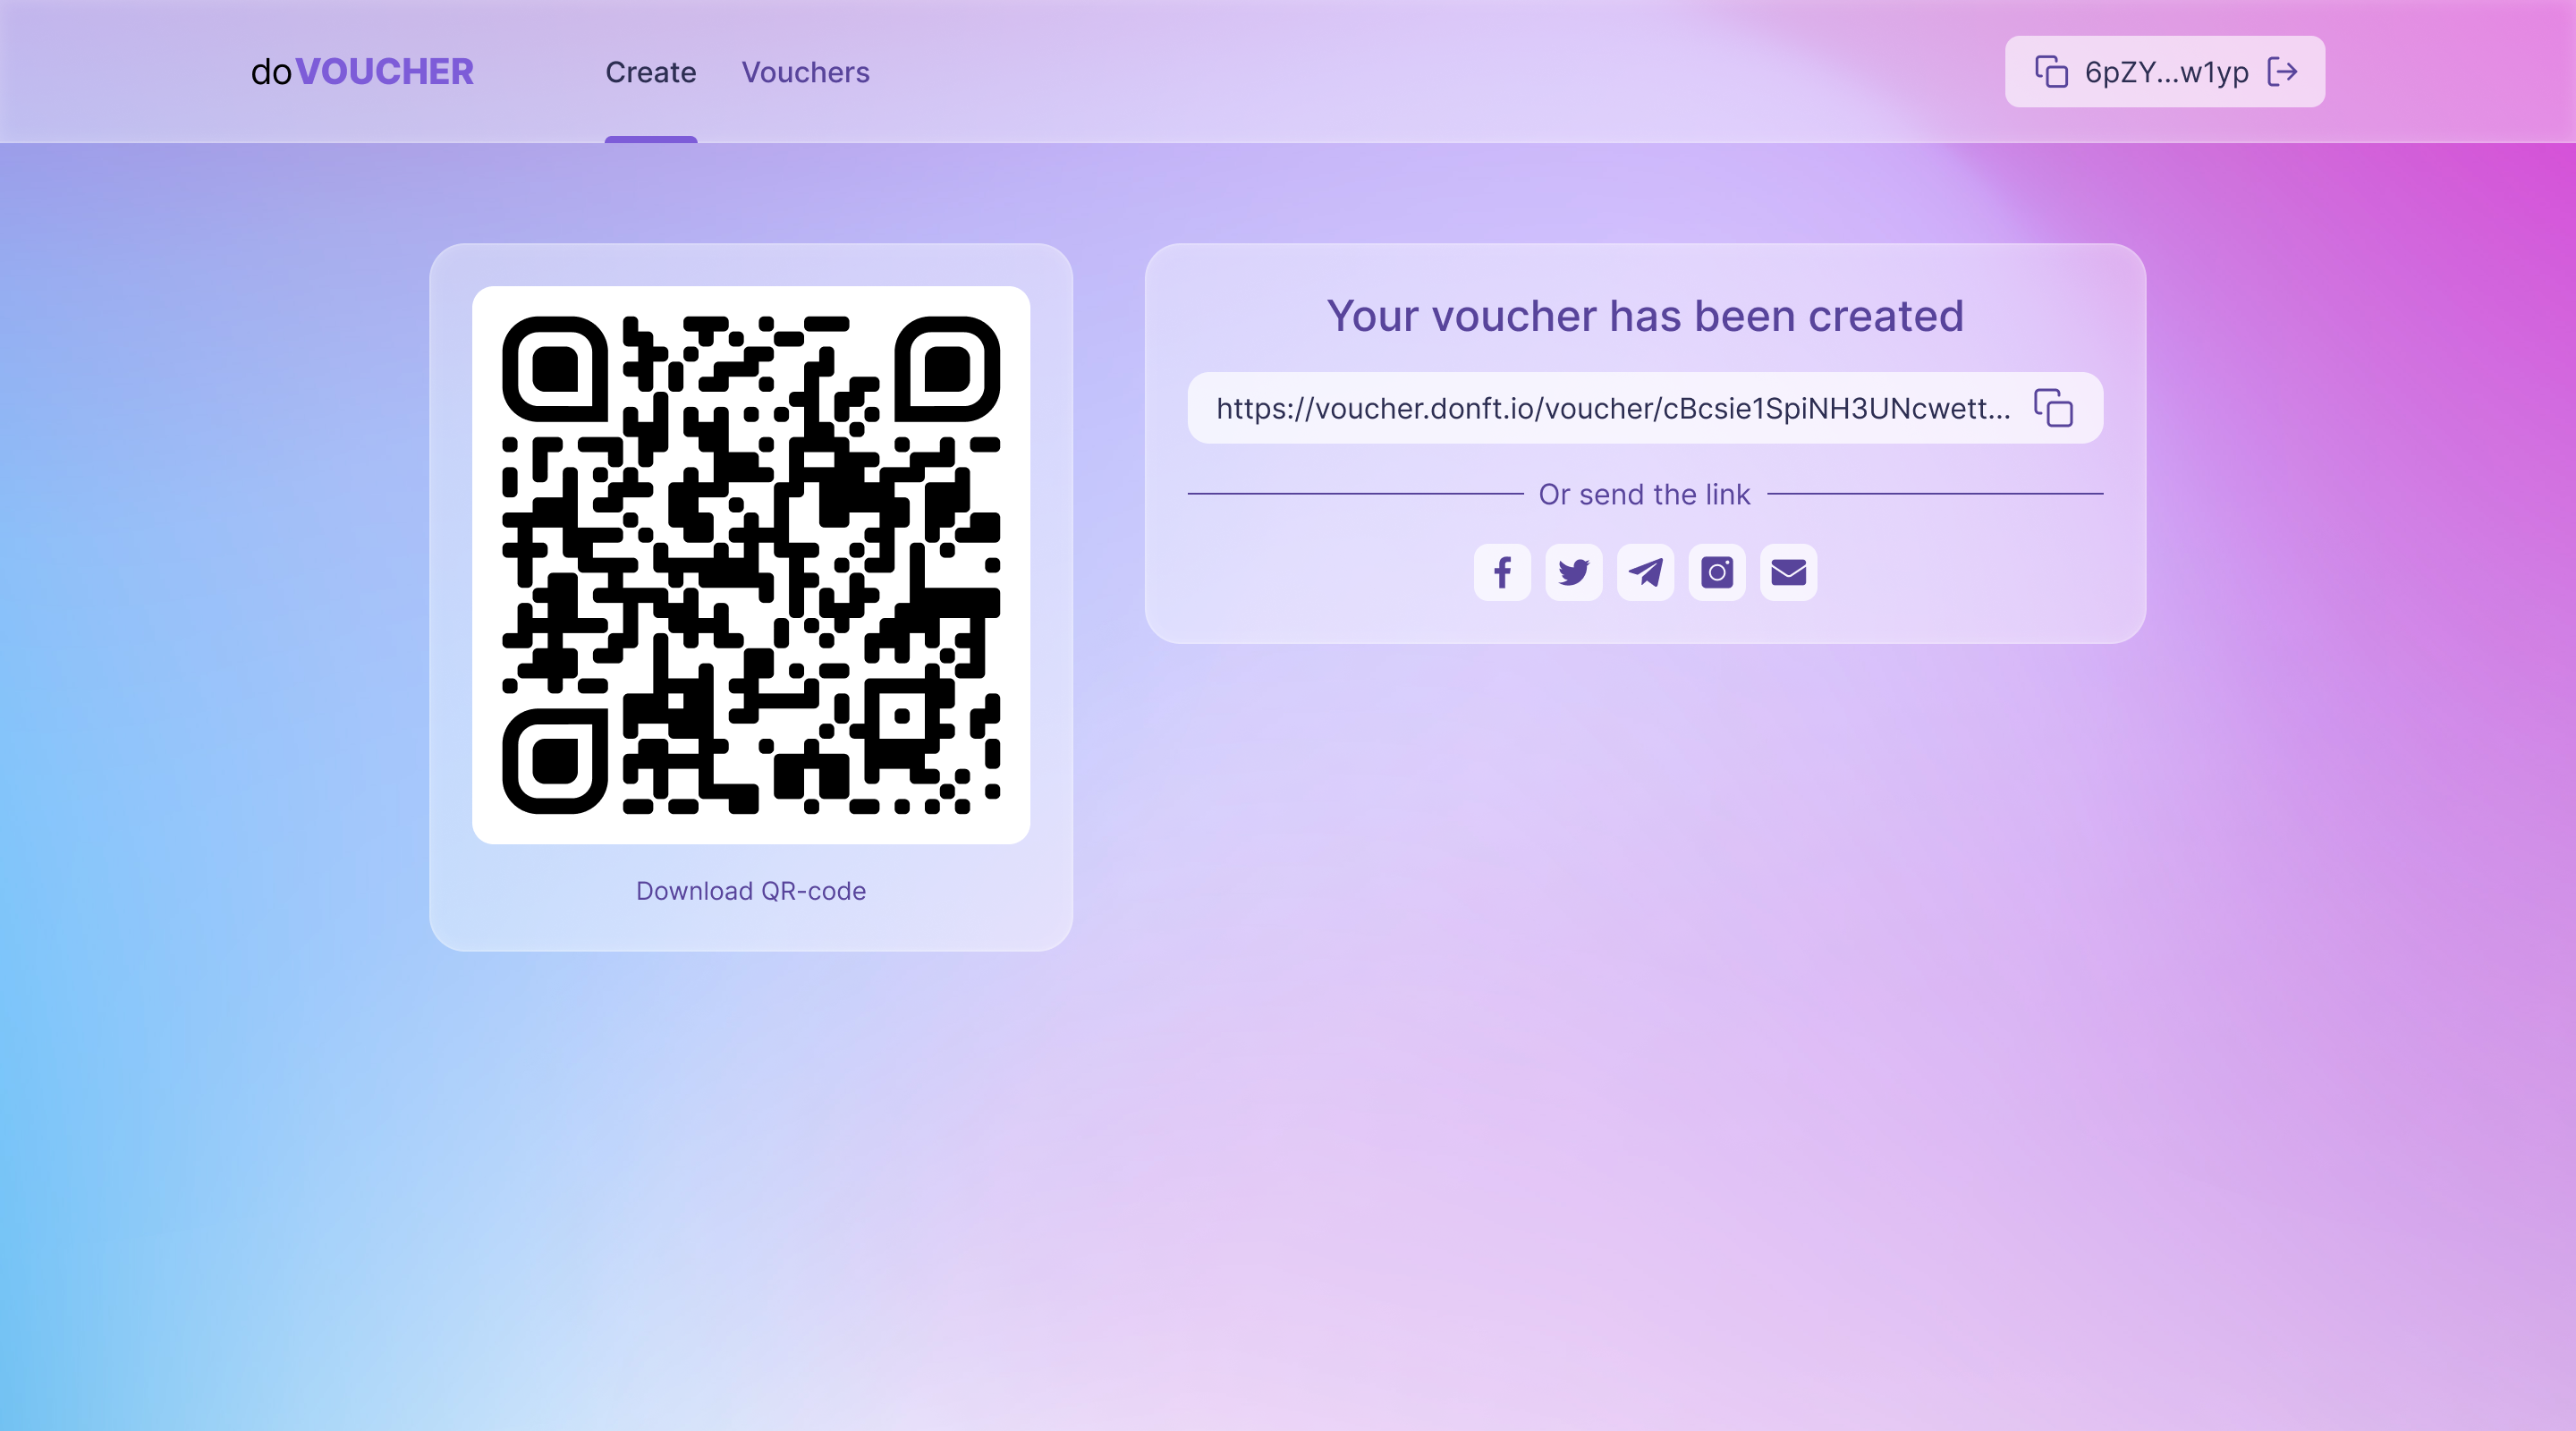 doVOUCHER
Create
Vouchers
6pZY...w1yp
Your voucher has been created
https://voucher.donft.io/voucher/cBcsie1SpiNH3UNcwett...
Or send the link
Download QR-code